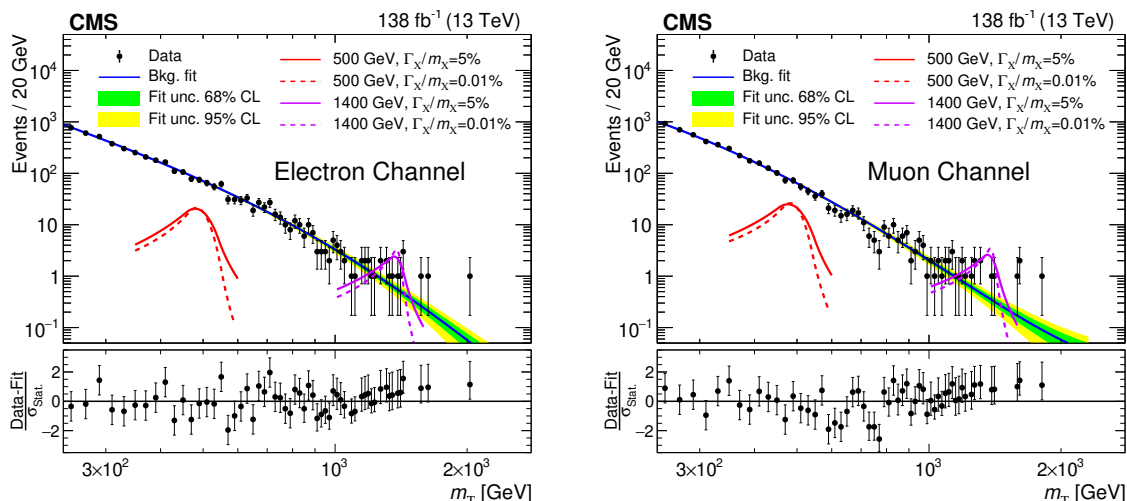 CMS 138 fb⁻¹ (13 TeV)
Events / 20 GeV
10⁴
10³
10²
10
1
10⁻¹
Data
Bkg. fit
Fit unc. 68% CL
Fit unc. 95% CL
500 GeV, Γ_X/m_X=5%
500 GeV, Γ_X/m_X=0.01%
1400 GeV, Γ_X/m_X=5%
1400 GeV, Γ_X/m_X=0.01%
Electron Channel
Data-Fit
σ_Stat.
2
0
−2
3×10² 10³ 2×10³
m_T [GeV]
CMS 138 fb⁻¹ (13 TeV)
Events / 20 GeV
10⁴
10³
10²
10
1
10⁻¹
Data
Bkg. fit
Fit unc. 68% CL
Fit unc. 95% CL
500 GeV, Γ_X/m_X=5%
500 GeV, Γ_X/m_X=0.01%
1400 GeV, Γ_X/m_X=5%
1400 GeV, Γ_X/m_X=0.01%
Muon Channel
Data-Fit
σ_Stat.
2
0
−2
3×10² 10³ 2×10³
m_T [GeV]